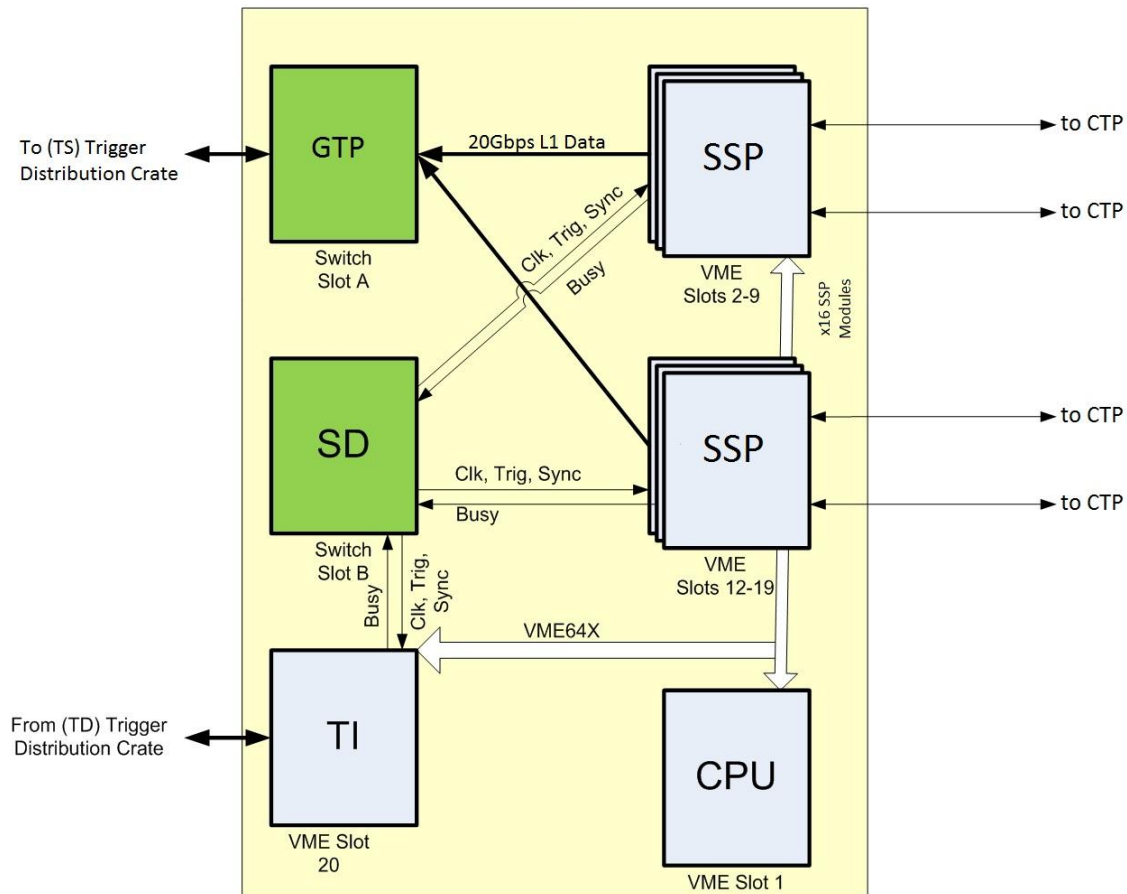 GTP
Switch
Slot A
To (TS) Trigger
Distribution Crate
20Gbps L1 Data
SSP
VME
Slots 2-9
to CTP
to CTP
Clk, Trig, Sync
Busy
x16 SSP
Modules
SD
Switch
Slot B
Clk, Trig, Sync
Busy
SSP
VME
Slots 12-19
to CTP
to CTP
Busy
Clk, Trig,
Sync
VME64X
From (TD) Trigger
Distribution Crate
TI
VME Slot
20
CPU
VME Slot 1